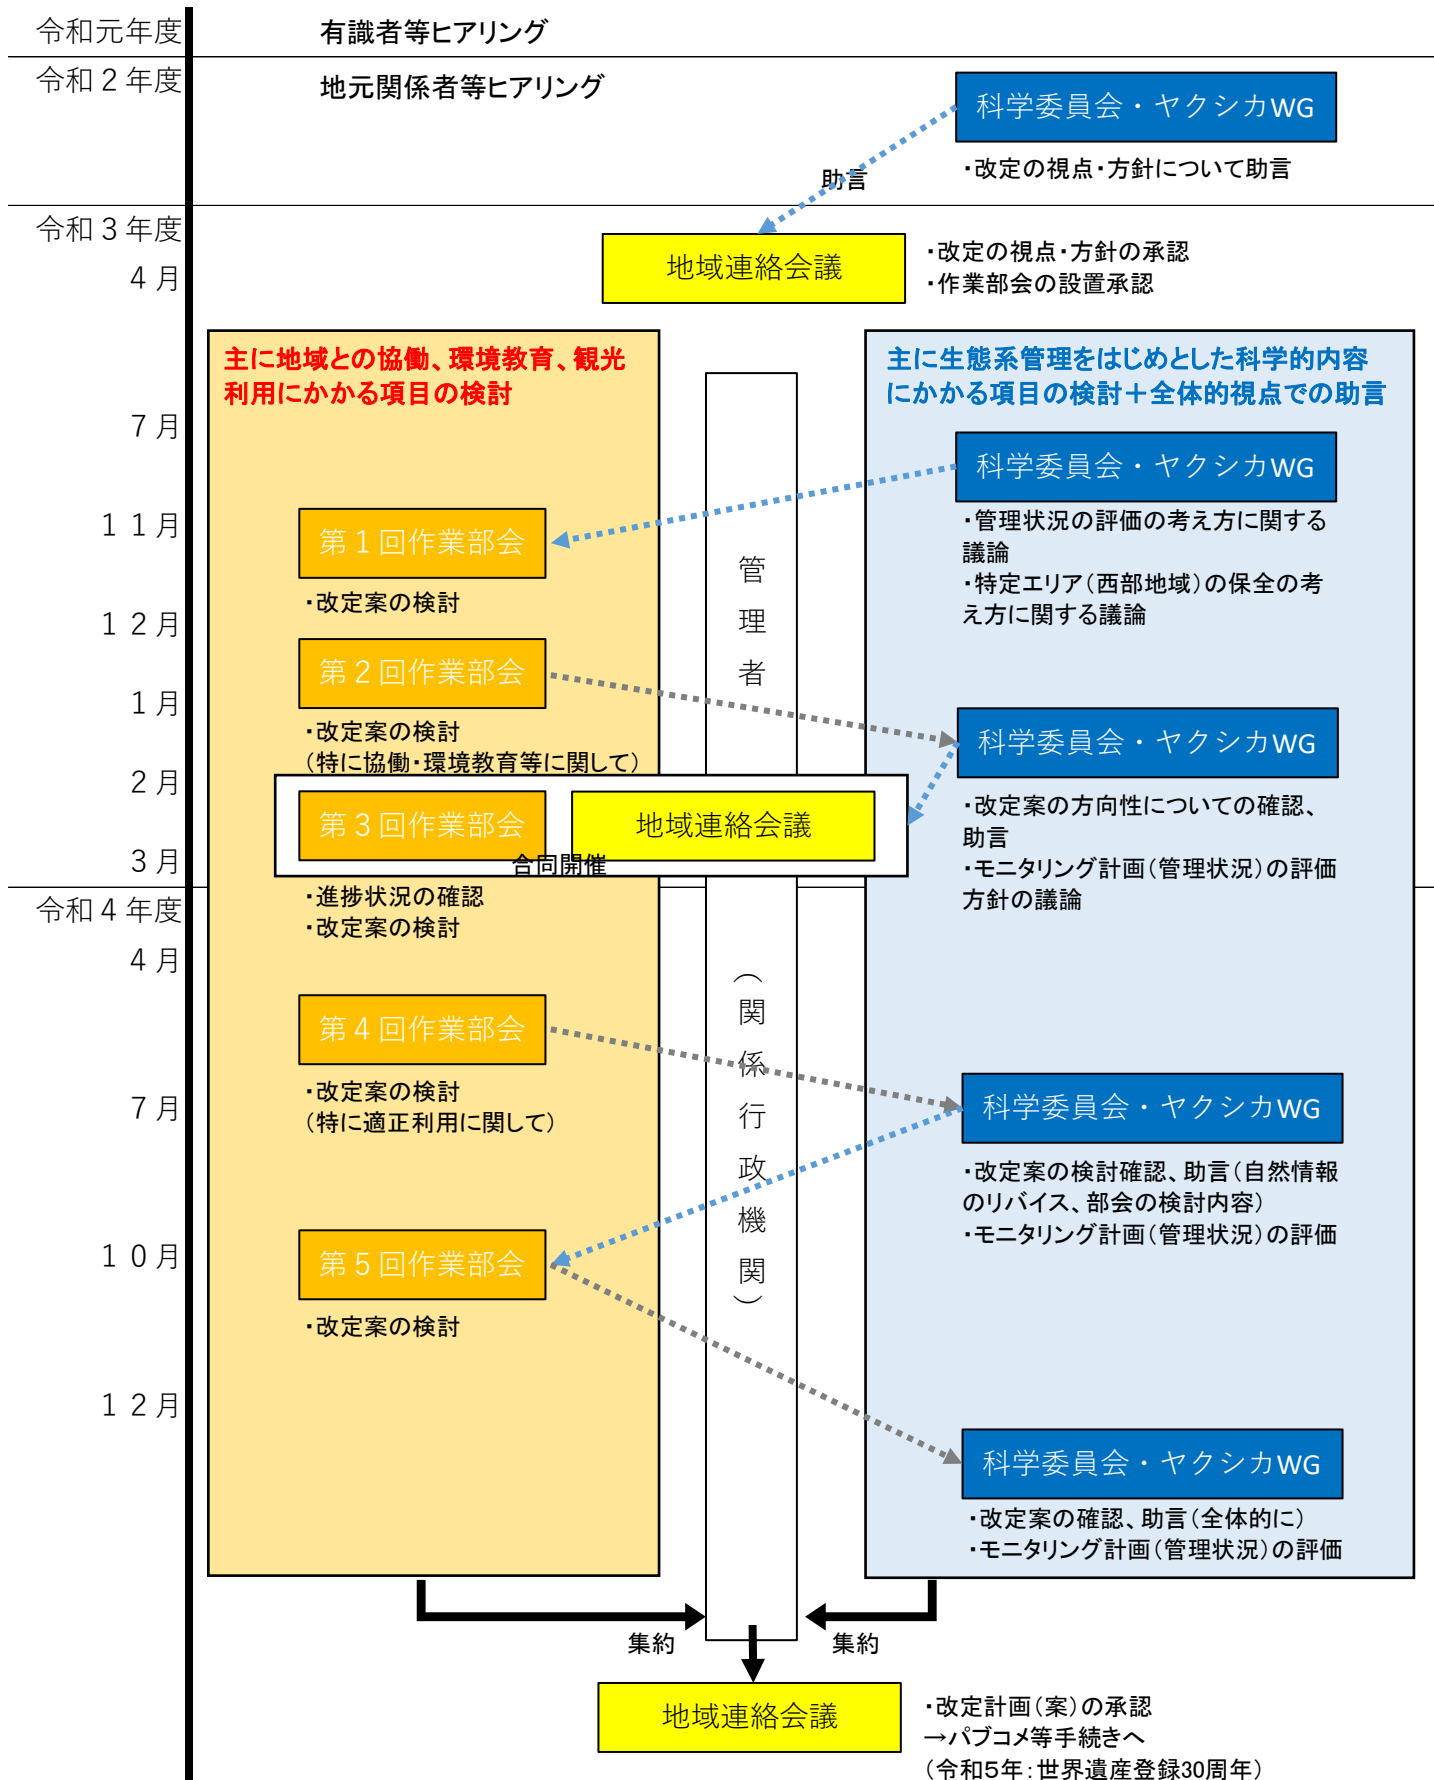 令和元年度
有識者等ヒアリング
令和２年度
地元関係者等ヒアリング
科学委員会・ヤクシカWG
・改定の視点・方針について助言
助言
令和３年度
４月
地域連絡会議
・改定の視点・方針の承認
・作業部会の設置承認
主に地域との協働、環境教育、観光
利用にかかる項目の検討
主に生態系管理をはじめとした科学的内容
にかかる項目の検討＋全体的視点での助言
７月
科学委員会・ヤクシカWG
・管理状況の評価の考え方に関する
議論
・特定エリア（西部地域）の保全の考
え方に関する議論
１１月
第１回作業部会
・改定案の検討
管理者
１２月
第２回作業部会
・改定案の検討
（特に協働・環境教育等に関して）
１月
科学委員会・ヤクシカWG
・改定案の方向性についての確認、
助言
・モニタリング計画（管理状況）の評価
方針の議論
２月
第３回作業部会
地域連絡会議
合同開催
３月
・進捗状況の確認
・改定案の検討
令和４年度
４月
（関係行政機関）
第４回作業部会
・改定案の検討
（特に適正利用に関して）
７月
科学委員会・ヤクシカWG
・改定案の検討確認、助言（自然情報
のリバイス、部会の検討内容）
・モニタリング計画（管理状況）の評価
１０月
第５回作業部会
・改定案の検討
１２月
科学委員会・ヤクシカWG
・改定案の確認、助言（全体的に）
・モニタリング計画（管理状況）の評価
集約
集約
地域連絡会議
・改定計画（案）の承認
→パブコメ等手続きへ
（令和５年：世界遺産登録30周年）